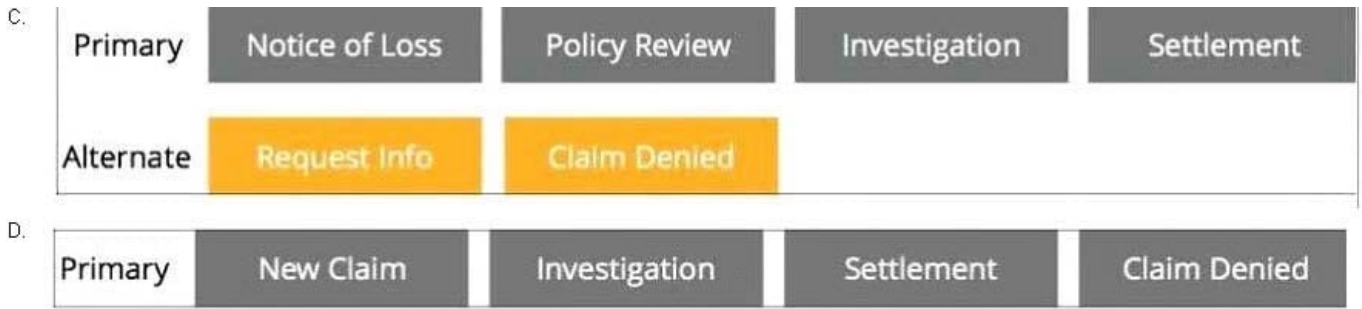 C.
Primary Notice of Loss Policy Review Investigation Settlement
Alternate Request Info Claim Denied
D.
Primary New Claim Investigation Settlement Claim Denied